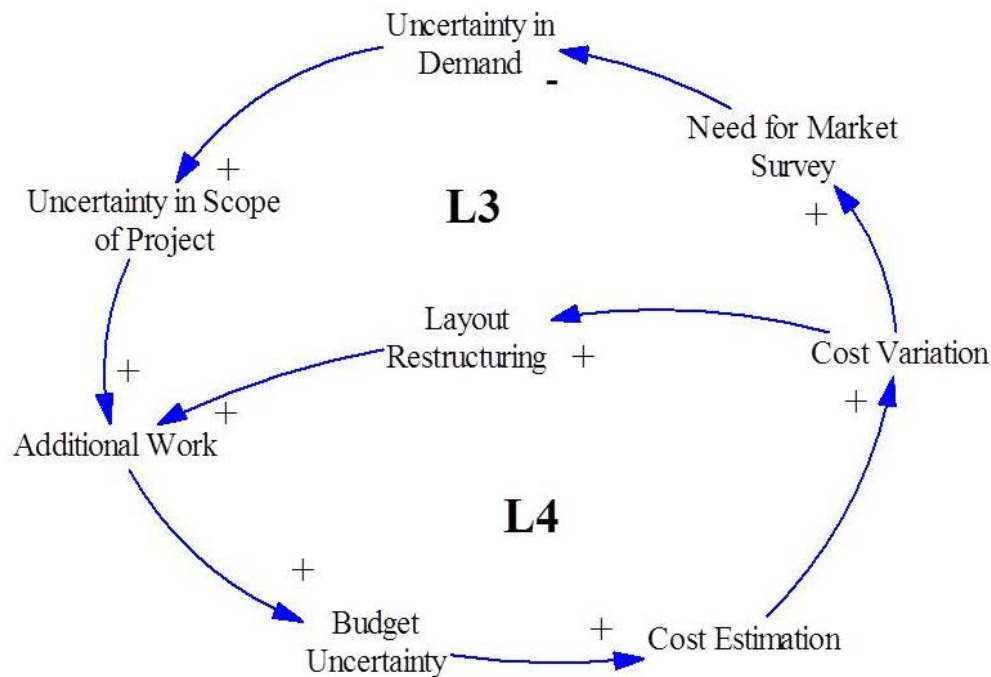 Uncertainty in
Demand
-
Need for Market
Survey
+
+
Uncertainty in Scope
of Project
L3
Layout
Restructuring
+
Cost Variation
+
+
+
Additional Work
L4
+
Budget
Uncertainty
+
Cost Estimation